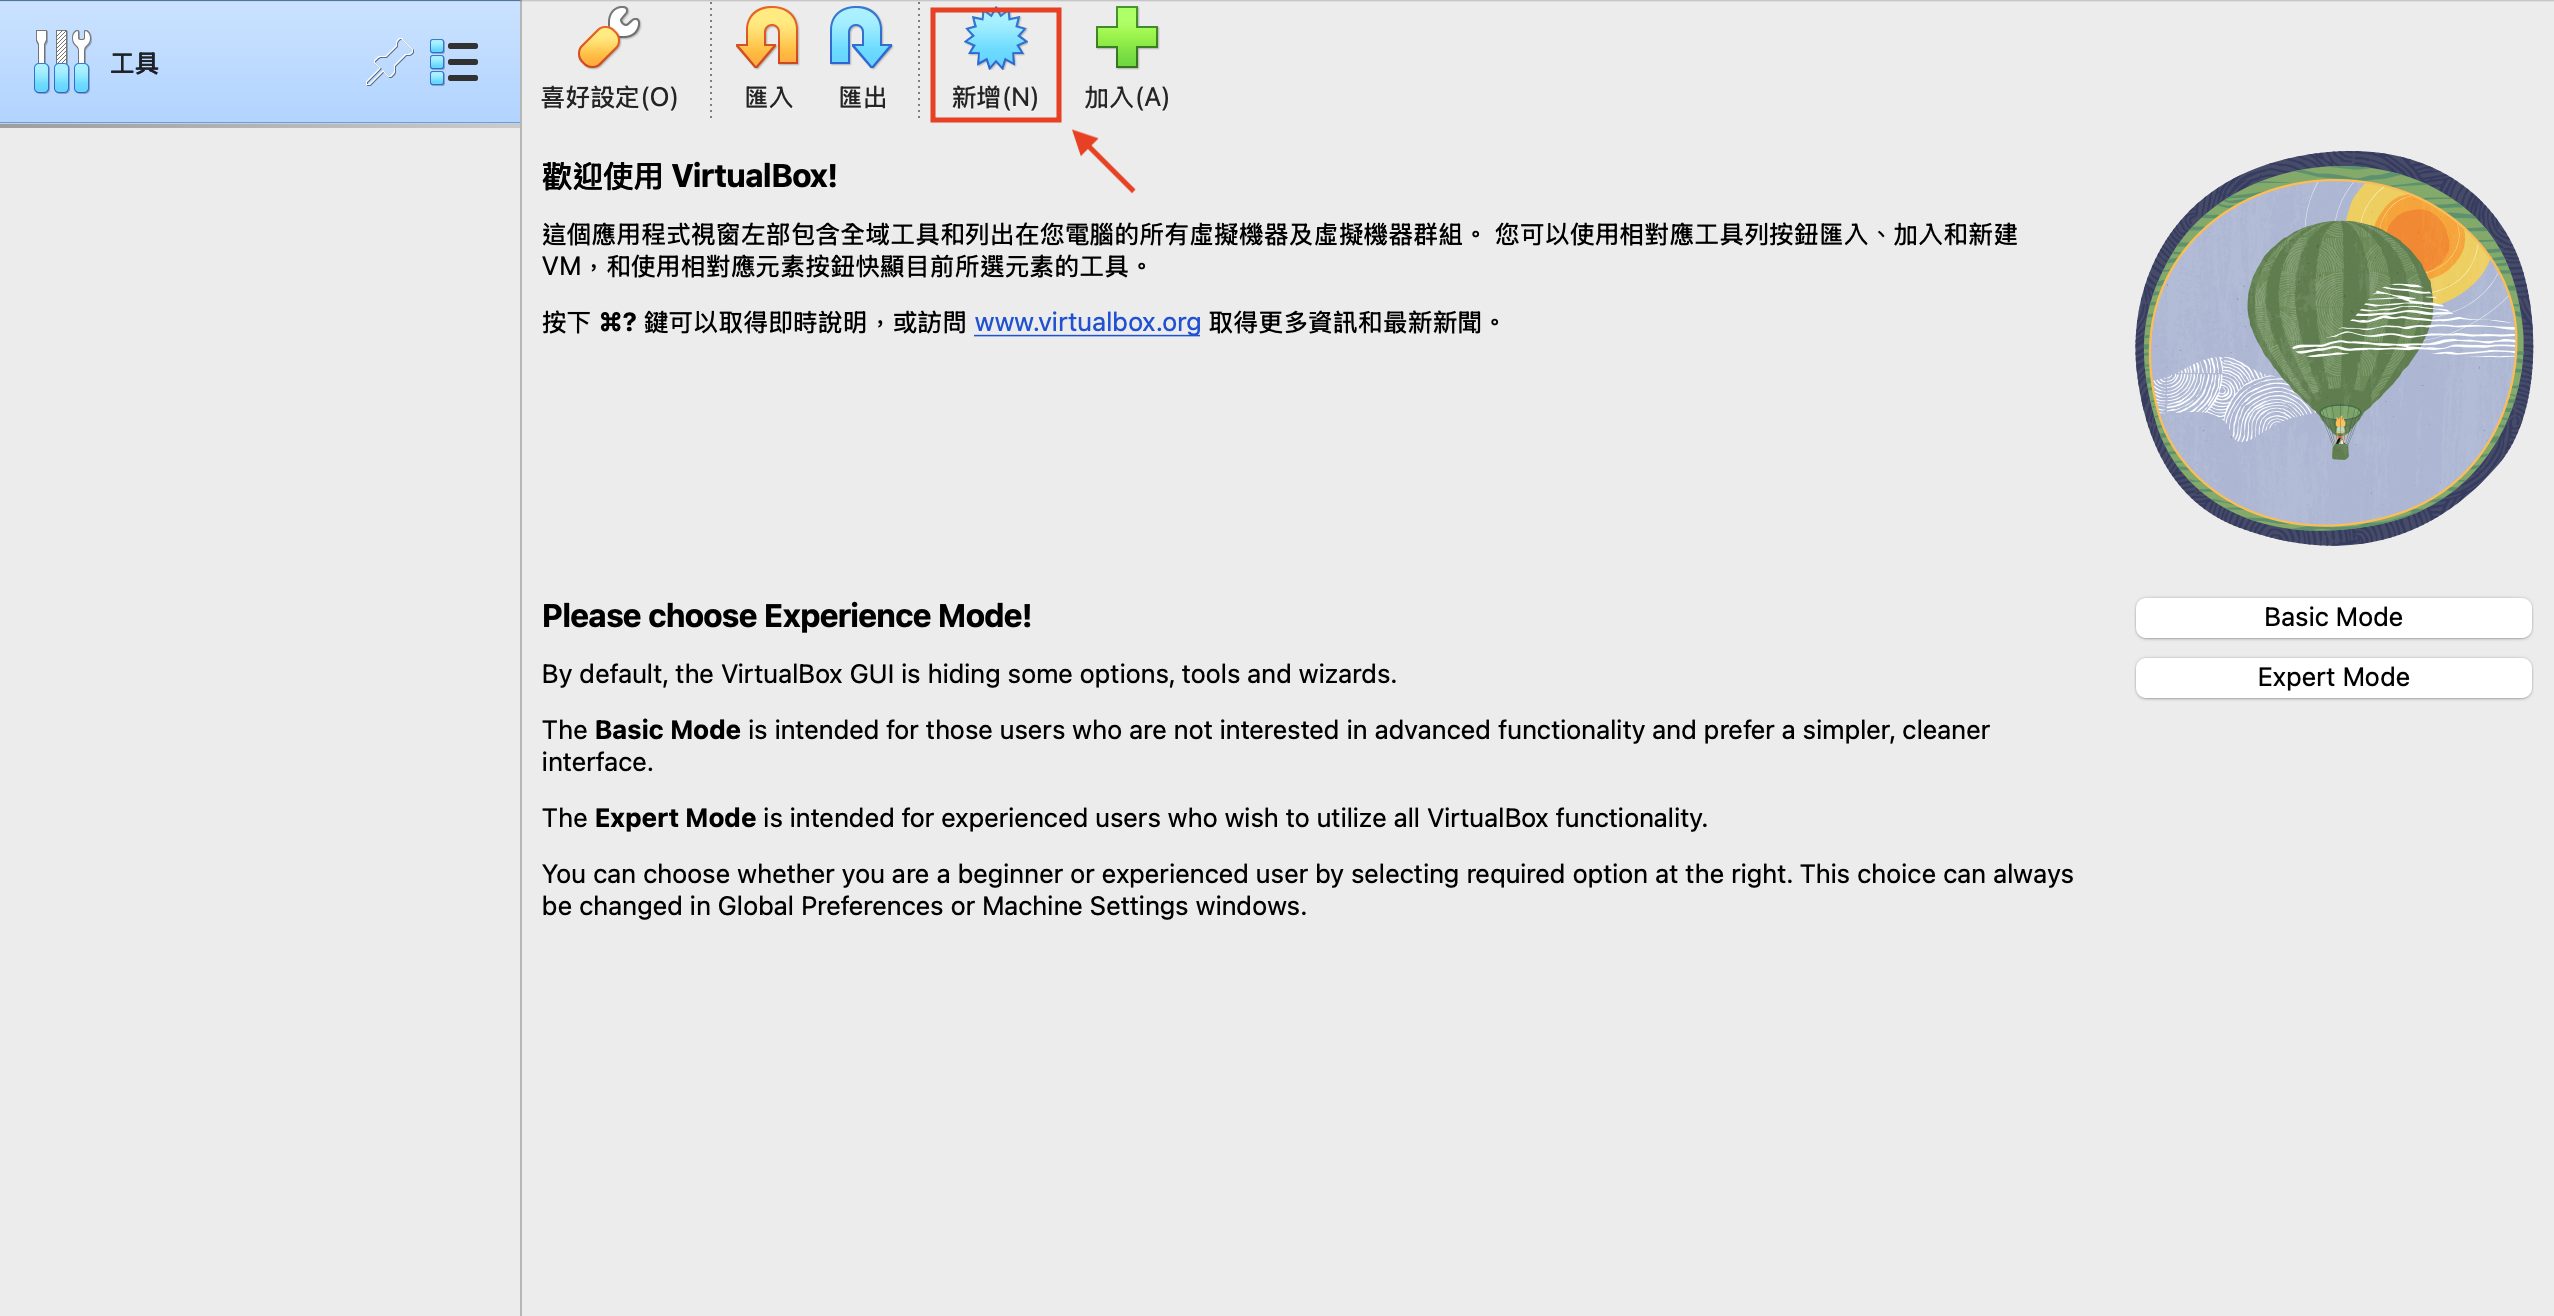 工具
喜好設定(O)
匯入
匯出
新增(N)
加入(A)
歡迎使用 VirtualBox!
這個應用程式視窗左部包含全域工具和列出在您電腦的所有虛擬機器及虛擬機器群組。 您可以使用相對應工具列按鈕匯入、加入和新建
VM，和使用相對應元素按鈕快顯目前所選元素的工具。
按下 ⌘? 鍵可以取得即時說明，或訪問 www.virtualbox.org 取得更多資訊和最新新聞。
Please choose Experience Mode!
By default, the VirtualBox GUI is hiding some options, tools and wizards.
The Basic Mode is intended for those users who are not interested in advanced functionality and prefer a simpler, cleaner
interface.
The Expert Mode is intended for experienced users who wish to utilize all VirtualBox functionality.
You can choose whether you are a beginner or experienced user by selecting required option at the right. This choice can always
be changed in Global Preferences or Machine Settings windows.
Basic Mode
Expert Mode